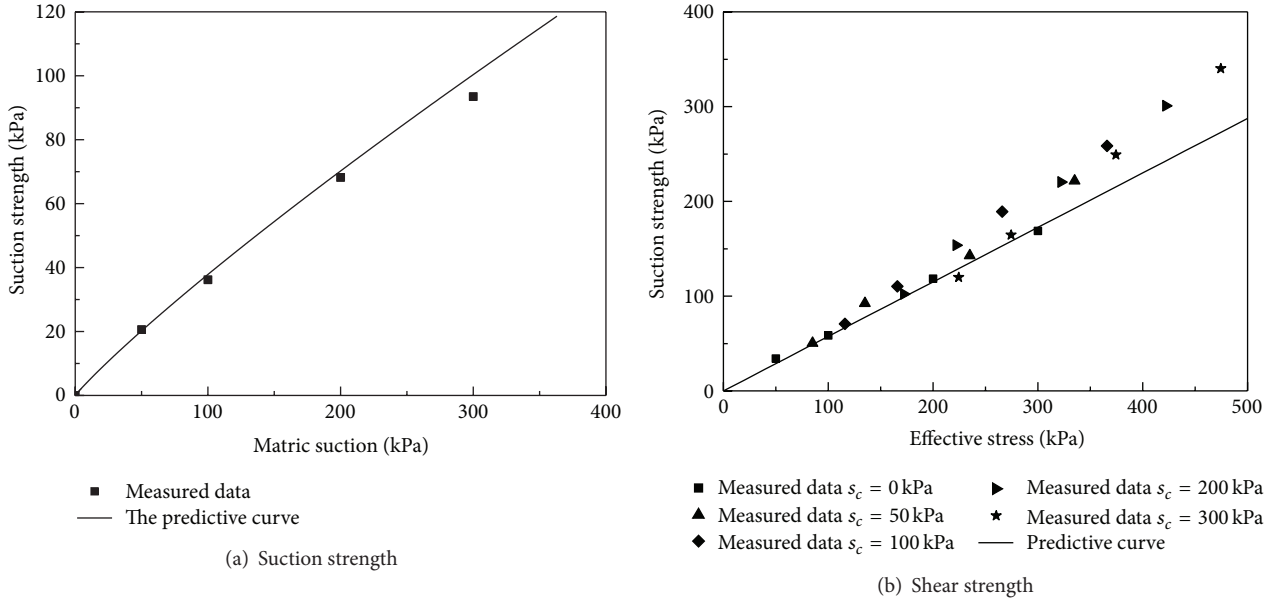 120
100
80
60
40
20
0
Suction strength (kPa)
0 100 200 300 400
Matric suction (kPa)
Measured data
The predictive curve
(a) Suction strength
400
300
200
100
0
Suction strength (kPa)
0 100 200 300 400 500
Effective stress (kPa)
Measured data s_c = 0 kPa
Measured data s_c = 50 kPa
Measured data s_c = 100 kPa
Measured data s_c = 200 kPa
Measured data s_c = 300 kPa
Predictive curve
(b) Shear strength